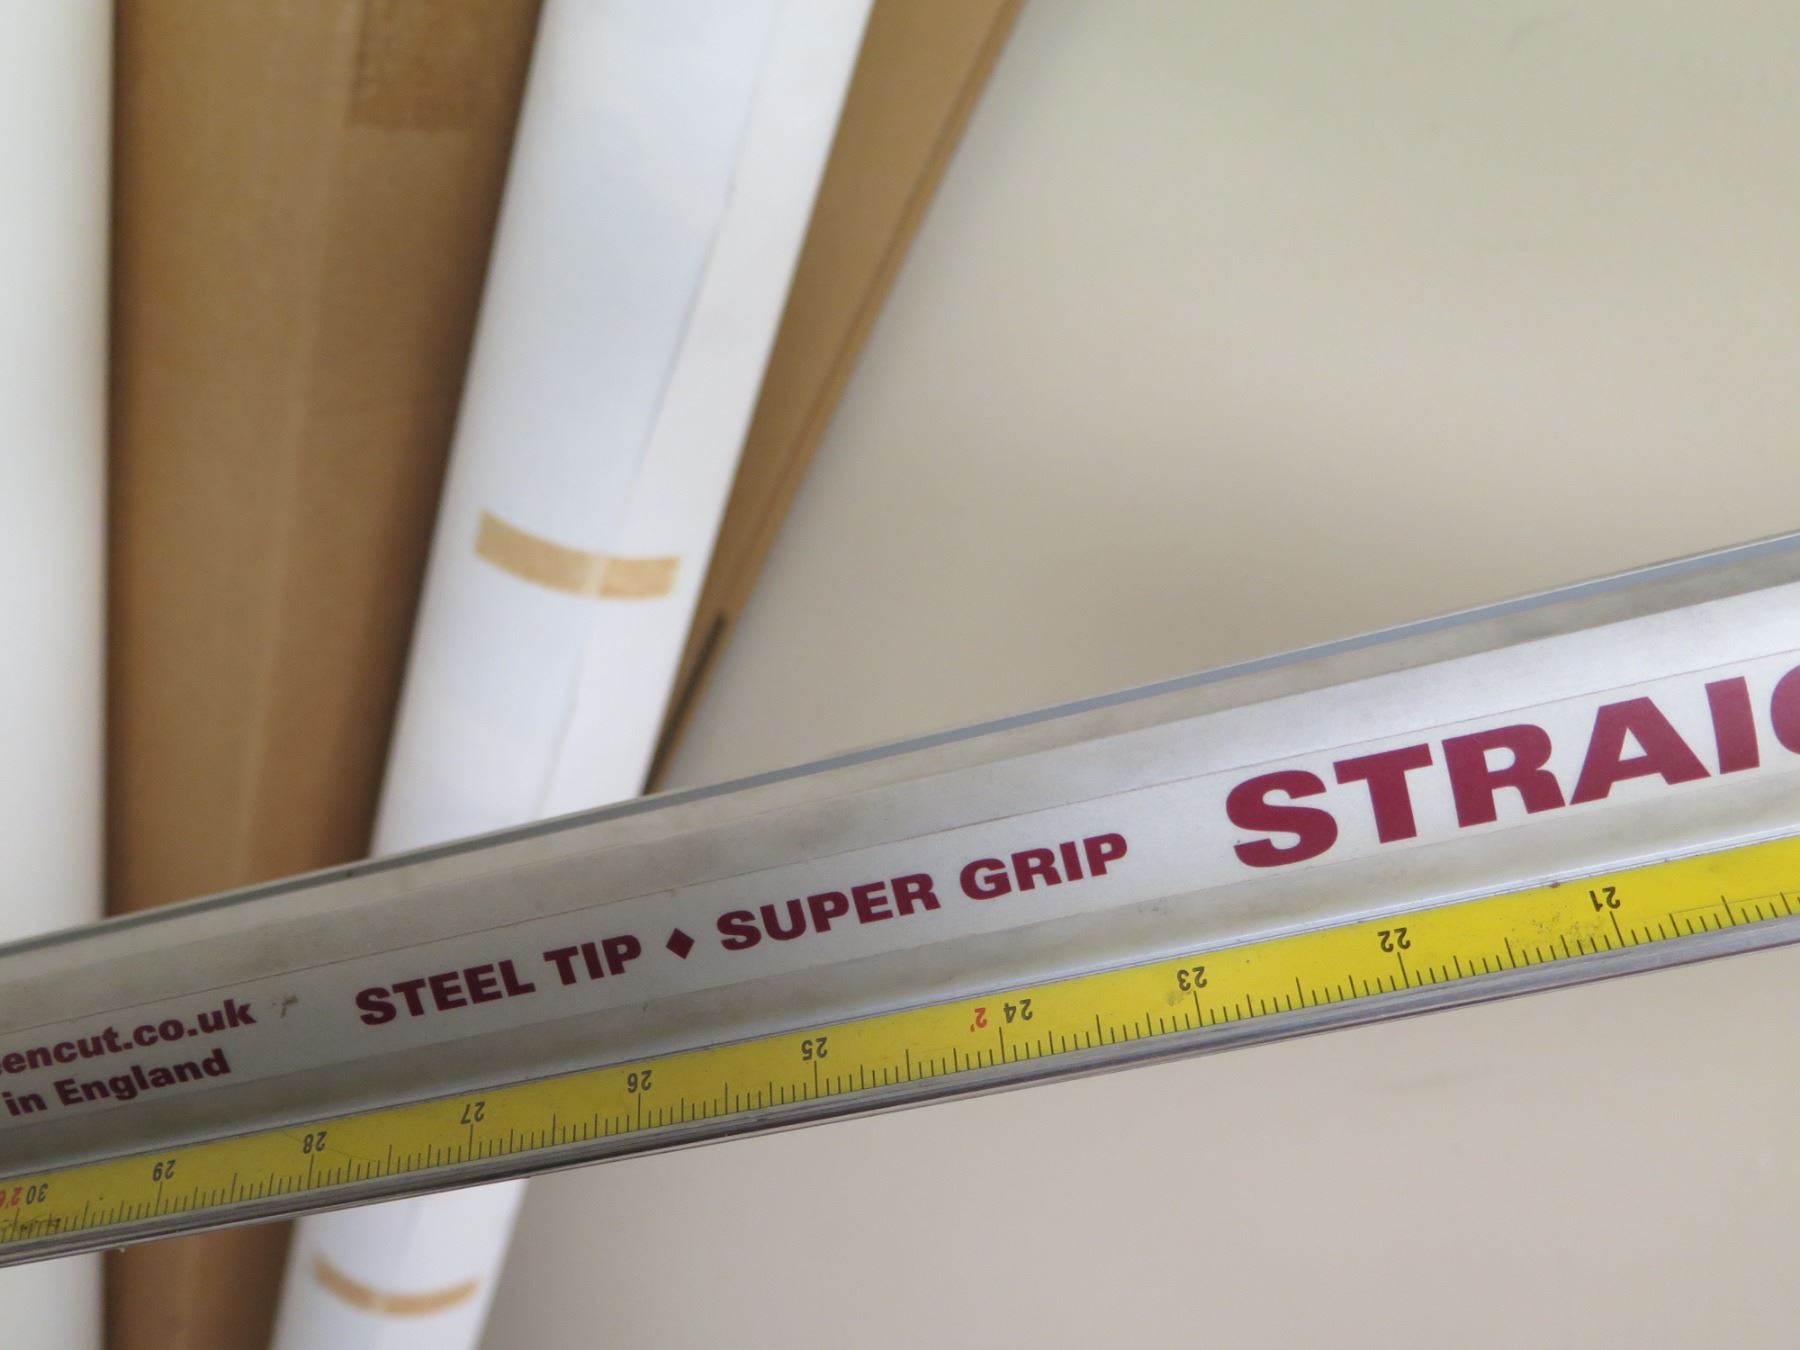 STEEL TIP ♦ SUPER GRIP STRAIG
encut.co.uk
in England
30 29 28 27 26 25 2' 24 23 22 21